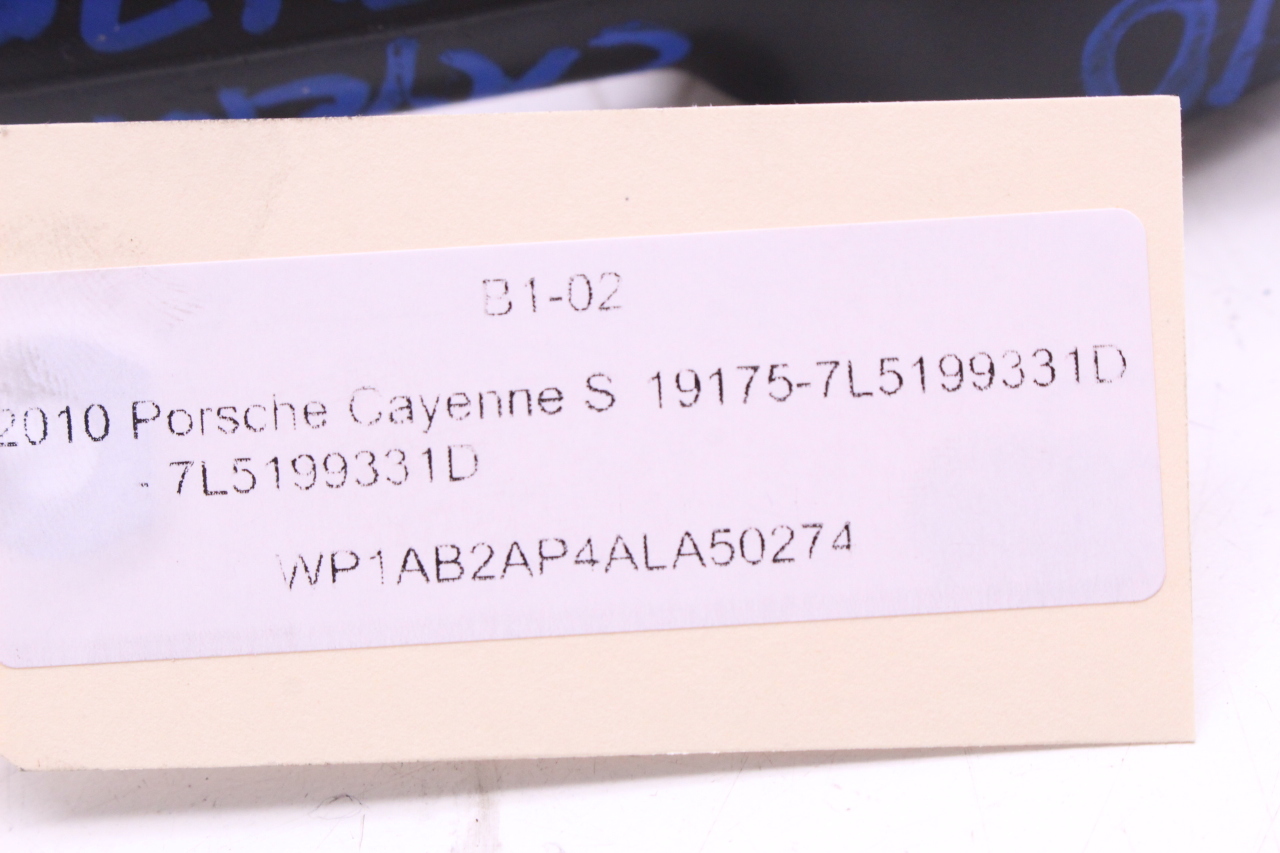 B1-02
2010 Porsche Cayenne S 19175-7L5199331D
- 7L5199331D
WP1AB2AP4ALA50274